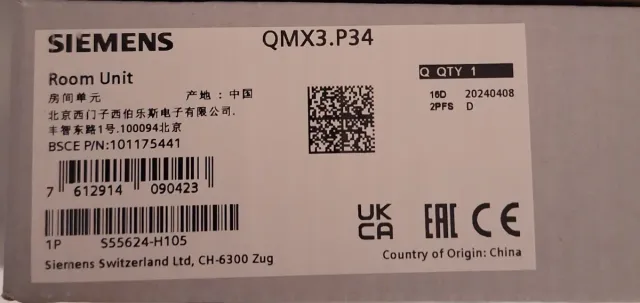 SIEMENS
QMX3.P34
Room Unit
Q QTY 1
房间单元 产地：中国
16D 20240408
北京西门子西伯乐斯电子有限公司.
2PFS D
丰智东路1号.100094北京
BSCE P/N:101175441
7 612914 090423
1P S55624-H105
UK
CA
EAC
CE
Siemens Switzerland Ltd, CH-6300 Zug
Country of Origin: China